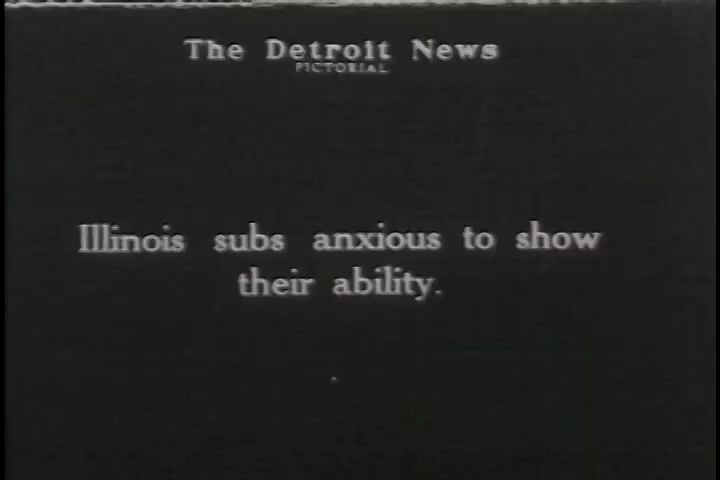 The Detroit News
PICTORIAL
Illinois subs anxious to show
their ability.